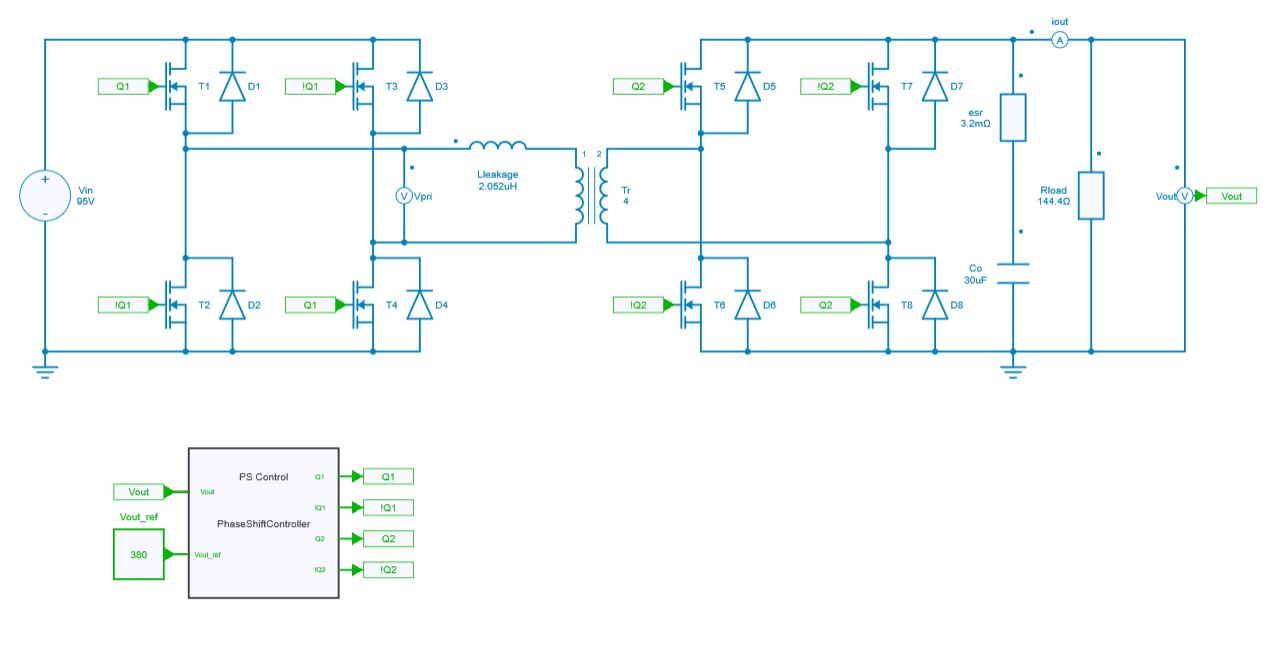 iout
A
Q1
T1
D1
!Q1
T3
D3
Q2
T5
D5
!Q2
T7
D7
esr
3.2mΩ
Lleakage
2.052uH
1
2
+
-
Vin
95V
V
Vpri
Tr
4
Rload
144.4Ω
Vout
V
Vout
Co
30uF
!Q1
T2
D2
Q1
T4
D4
!Q2
T6
D6
Q2
T8
D8
PS Control
PhaseShiftController
Vout
Vout
Vout_ref
380
Vout_ref
Q1
Q1
!Q1
!Q1
Q2
Q2
!Q2
!Q2